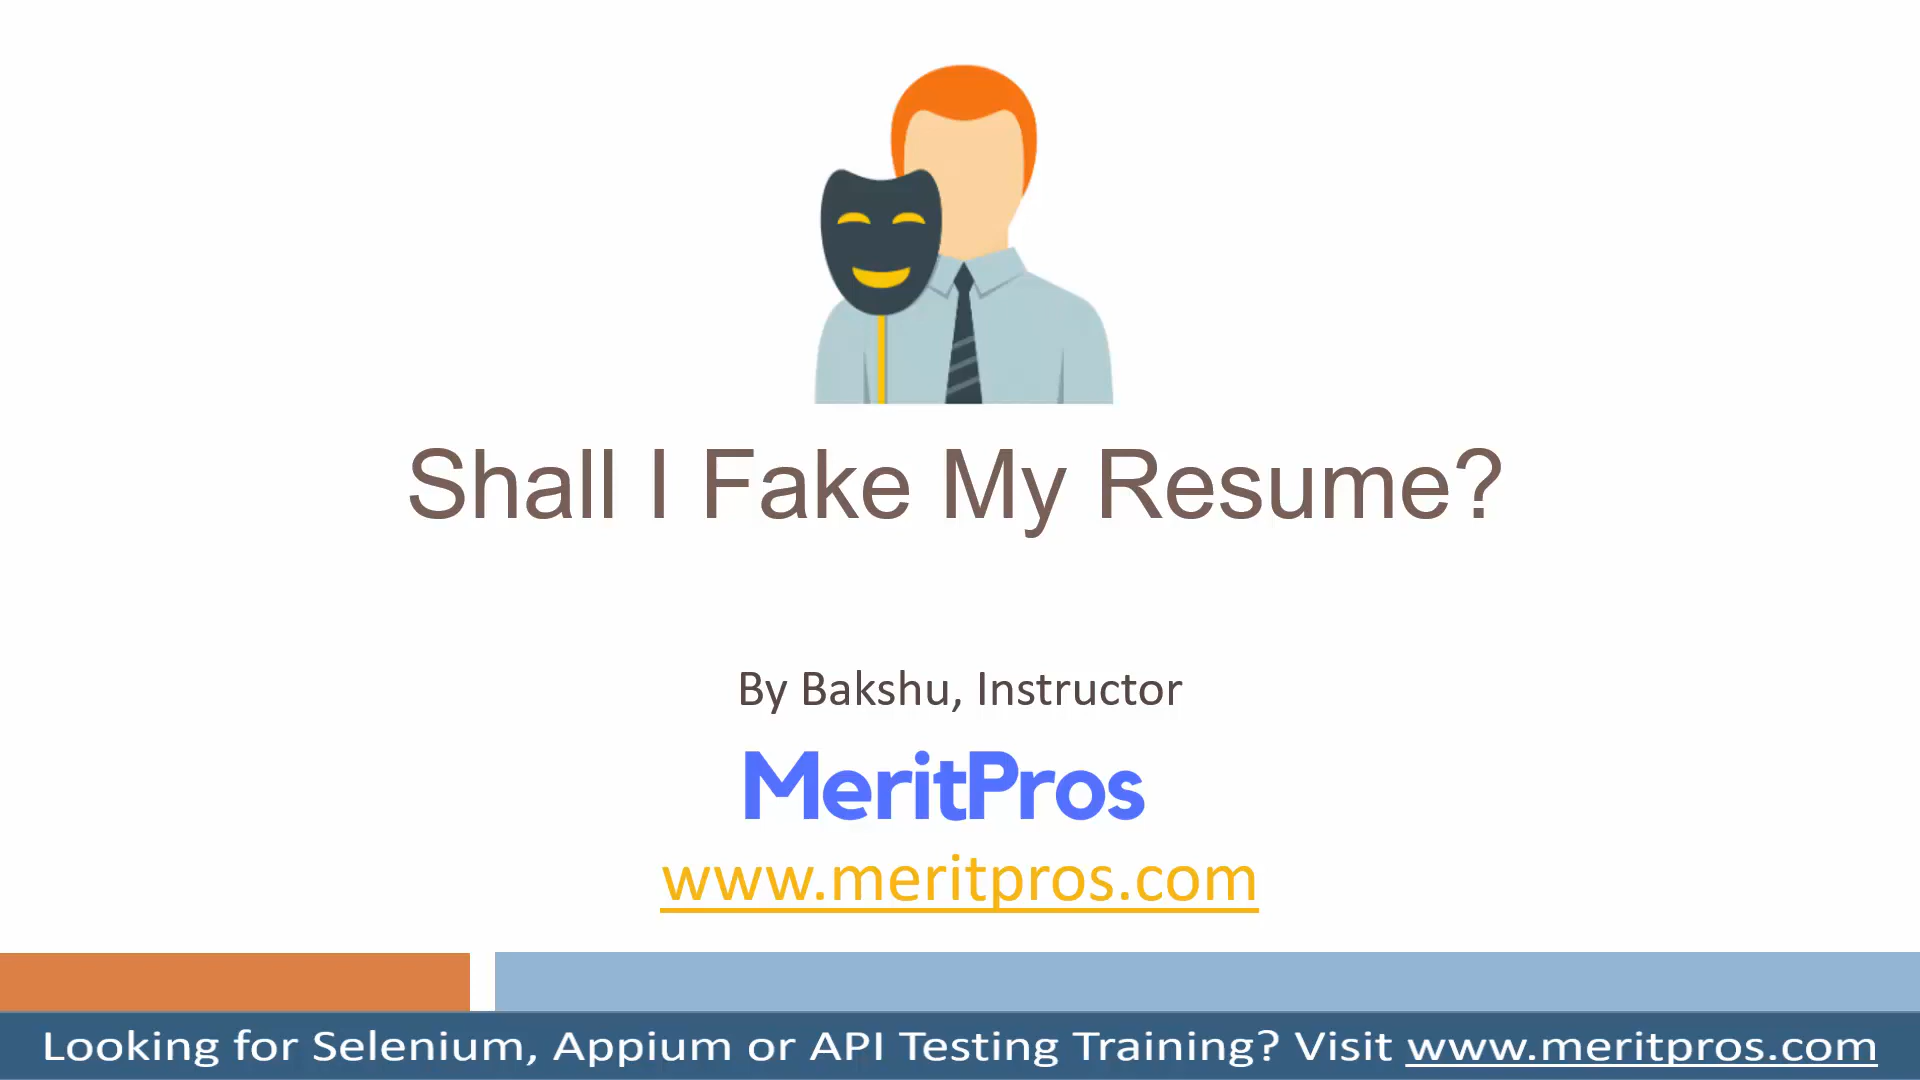 Shall I Fake My Resume?
By Bakshu, Instructor
MeritPros
www.meritpros.com
Looking for Selenium, Appium or API Testing Training? Visit www.meritpros.com